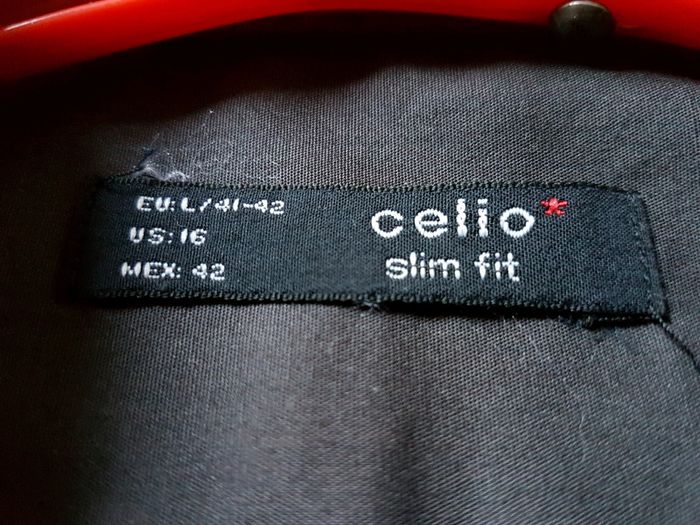 EU: L/41-42
US: 16
MEX: 42
celio*
slim fit